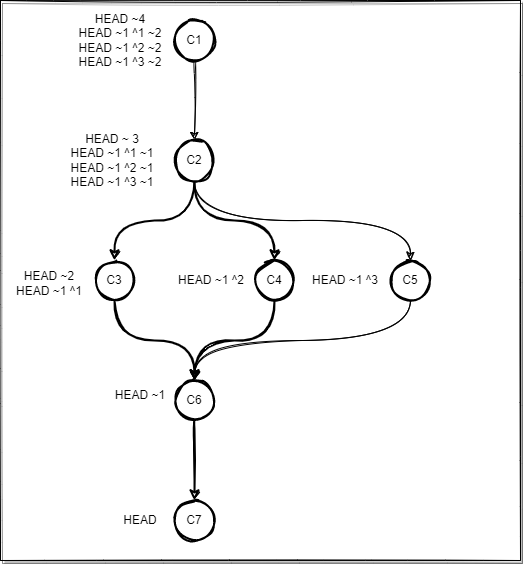 HEAD ~4
HEAD ~1 ^1 ~2
HEAD ~1 ^2 ~2
HEAD ~1 ^3 ~2
C1
HEAD ~ 3
HEAD ~1 ^1 ~1
HEAD ~1 ^2 ~1
HEAD ~1 ^3 ~1
C2
HEAD ~2
HEAD ~1 ^1
C3
HEAD ~1 ^2
C4
HEAD ~1 ^3
C5
HEAD ~1
C6
HEAD
C7